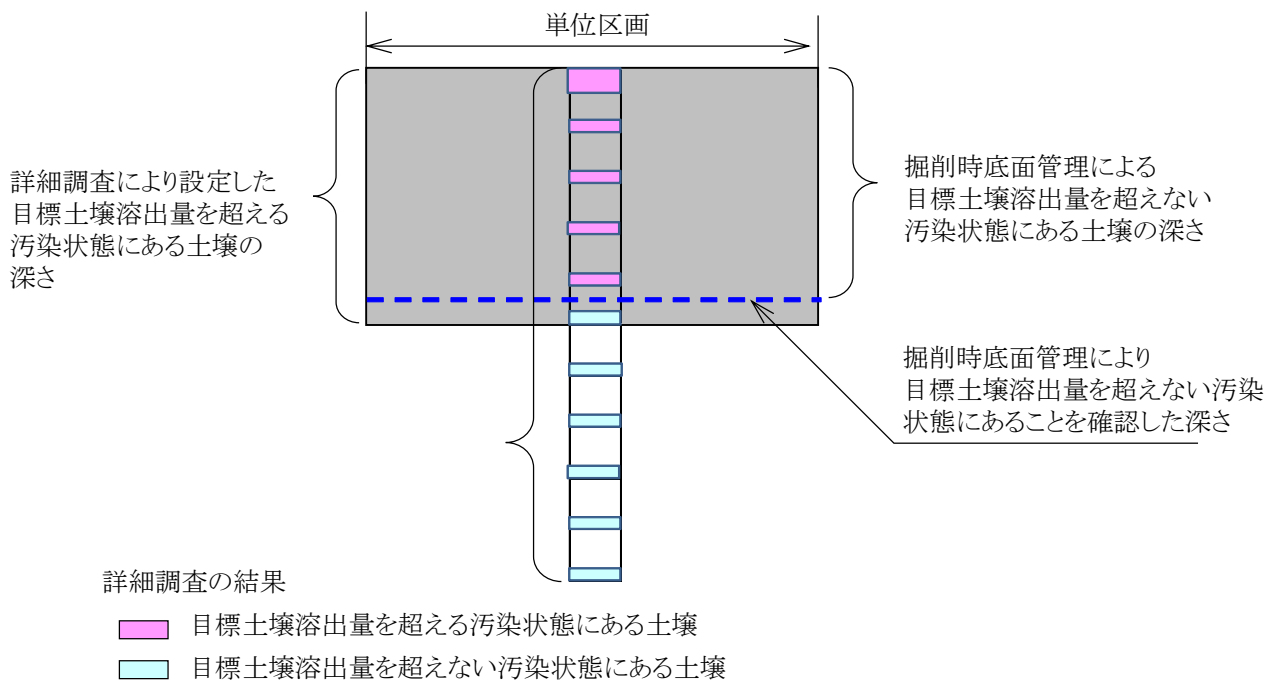 単位区画
詳細調査により設定した
目標土壌溶出量を超える
汚染状態にある土壌の
深さ
掘削時底面管理による
目標土壌溶出量を超えない
汚染状態にある土壌の深さ
掘削時底面管理により
目標土壌溶出量を超えない汚染
状態にあることを確認した深さ
詳細調査の結果
目標土壌溶出量を超える汚染状態にある土壌
目標土壌溶出量を超えない汚染状態にある土壌